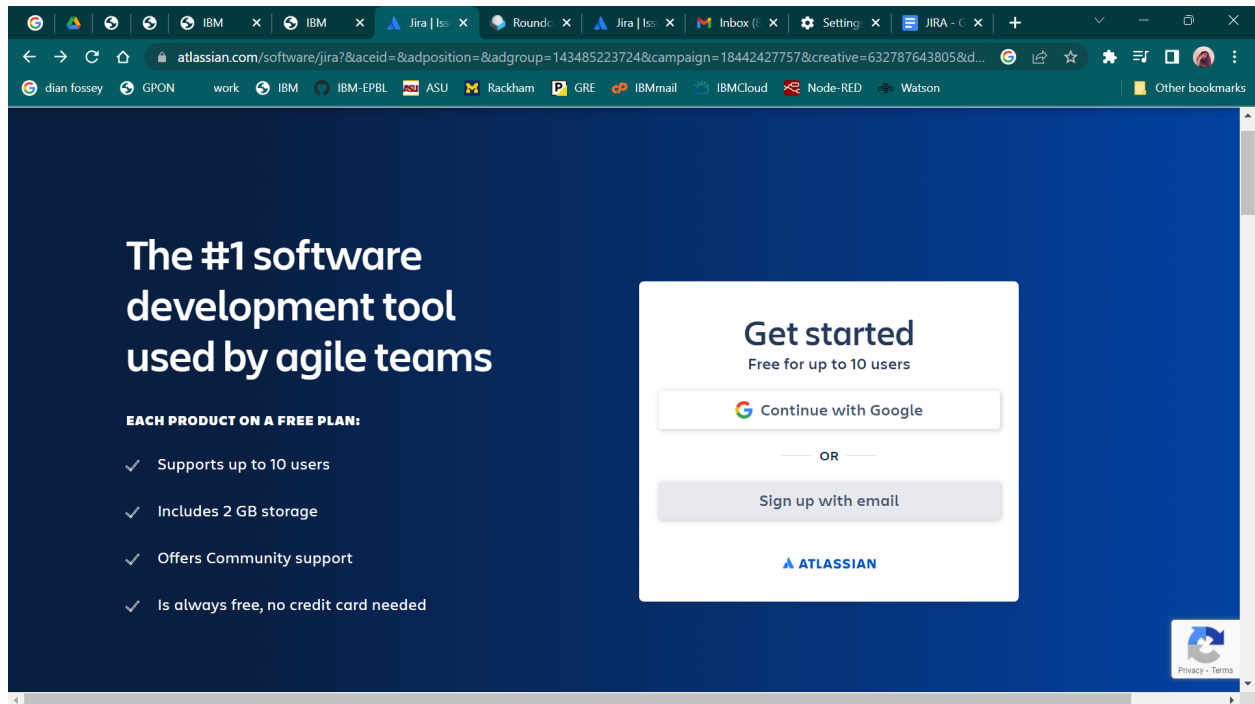 IBM
IBM
Jira | Iss
Roundc
Jira | Iss
Inbox (8
Setting
JIRA - G
atlassian.com/software/jira?&aceid=&adposition=&adgroup=143485223724&campaign=18442427757&creative=632787643805&d...
dian fossey
GPON
work
IBM
IBM-EPBL
ASU
Rackham
GRE
IBMmail
IBMCloud
Node-RED
Watson
Other bookmarks
The #1 software
development tool
used by agile teams
EACH PRODUCT ON A FREE PLAN:
Supports up to 10 users
Includes 2 GB storage
Offers Community support
Is always free, no credit card needed
Get started
Free for up to 10 users
Continue with Google
OR
Sign up with email
ATLASSIAN
Privacy - Terms